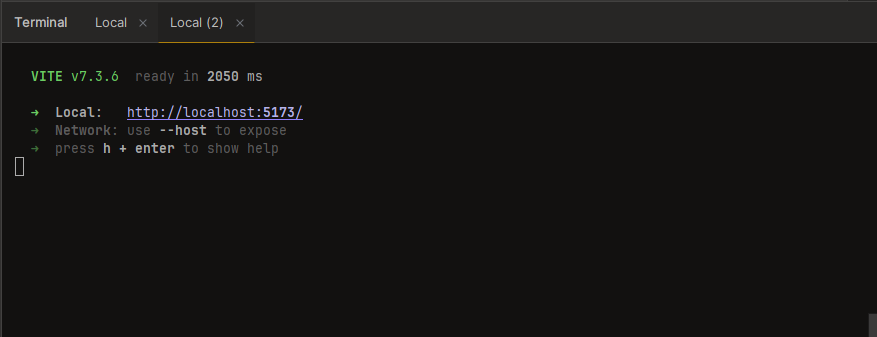 Terminal Local × Local (2) ×
VITE v7.3.6 ready in 2050 ms
➜ Local: http://localhost:5173/
➜ Network: use --host to expose
➜ press h + enter to show help